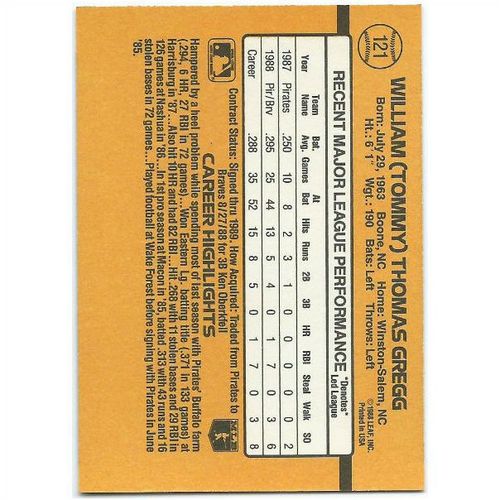 121
WILLIAM (TOMMY) THOMAS GREGG
Born: July 29, 1963 Boone, NC Home: Winston-Salem, NC
Ht.: 6' 1" Wgt.: 190 Bats: Left Throws: Left
© 1988 LEAF, INC.
Printed in USA
RECENT MAJOR LEAGUE PERFORMANCE
*Denotes
Led League
Year Team Name Bat. Avg. Games At Bat Hits Runs 2B 3B HR RBI Steal Walk SO
1987 Pirates .250 10 8 2 3 1 0 0 0 0 0 2
1988 Pir/Brv .295 25 44 13 5 4 0 1 7 0 3 6
Career .288 35 52 15 8 5 0 1 7 0 3 8
Contract Status: Signed thru 1989. How Acquired: Traded from Pirates to
Braves 8/27/88 for 3B Ken Oberkfell
MLB
CAREER HIGHLIGHTS
Hampered by a heel problem while spending most of last season with Pirates' Buffalo farm
.294, 6 HR, 27 RBI in 72 games)... Won Eastern Lg. batting title (.371 in 133 games) at
Harrisburg in '87... Also hit 10 HR and had 82 RBI... Hit .268 with 11 stolen bases and 29 RBI in
126 games at Nashua in '86... In 1st pro season at Macon in '85, batted .313 with 43 runs and 16
stolen bases in 72 games... Played football at Wake Forest before signing with Pirates in June
'85.